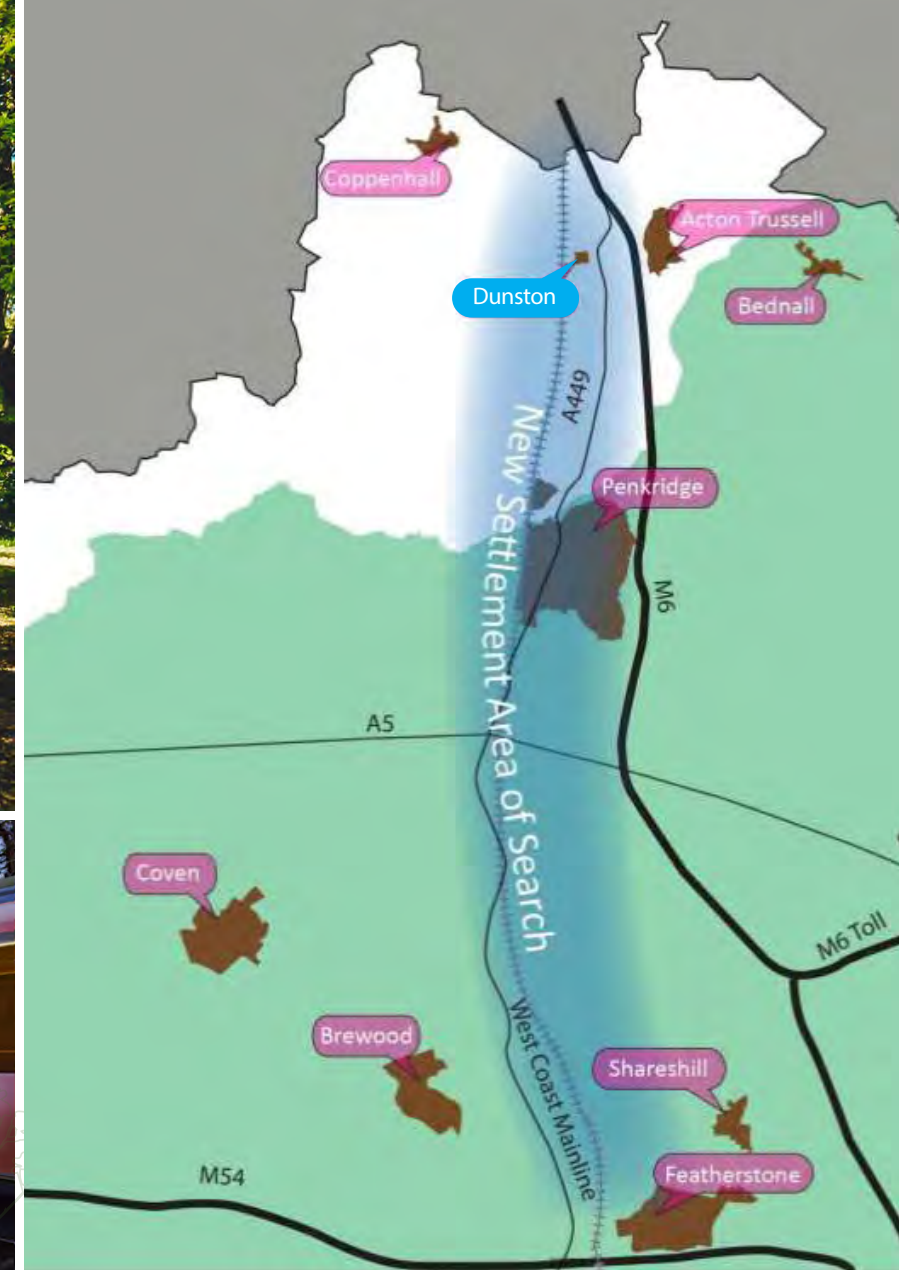 Coppenhall
Acton Trussell
Bednall
Dunston
A449
New Settlement Area of Search
Penkridge
M6
A5
Coven
M6 Toll
Brewood
West Coast Mainline
Shareshill
Featherstone
M54